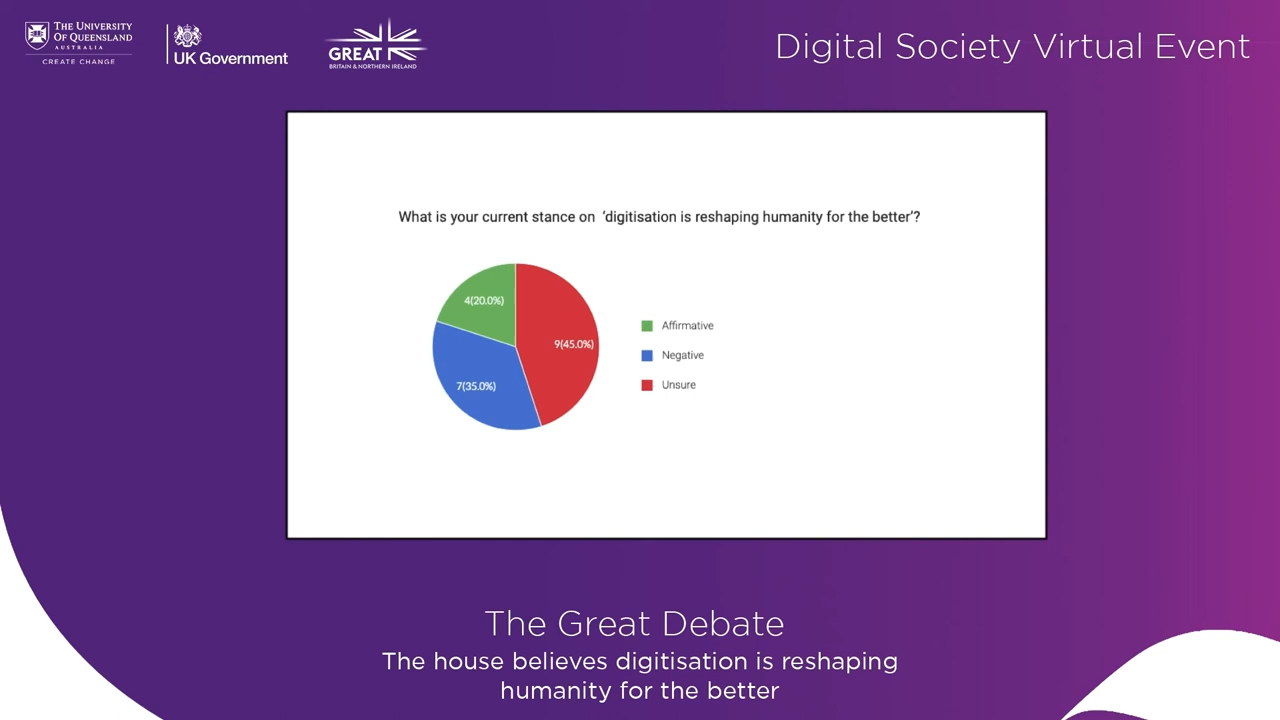 THE UNIVERSITY
OF QUEENSLAND
AUSTRALIA
CREATE CHANGE
UK Government
GREAT
BRITAIN & NORTHERN IRELAND
Digital Society Virtual Event
What is your current stance on 'digitisation is reshaping humanity for the better'?
4(20.0%)
9(45.0%)
7(35.0%)
Affirmative
Negative
Unsure
The Great Debate
The house believes digitisation is reshaping
humanity for the better